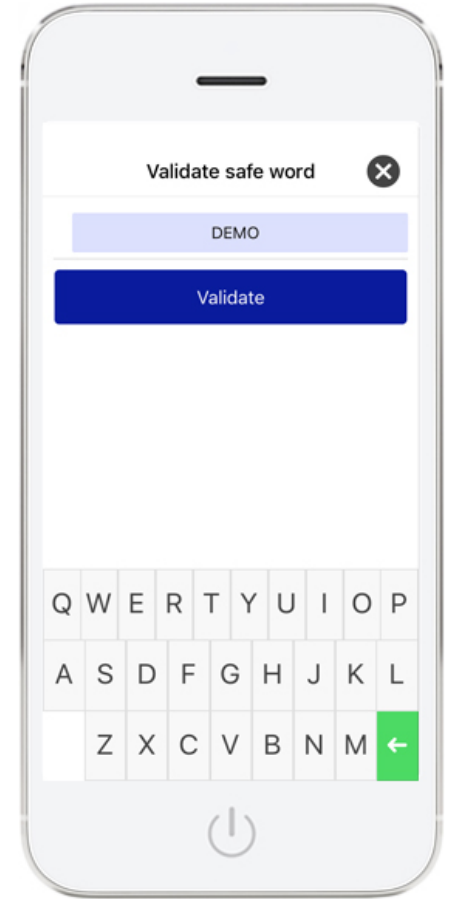 Validate safe word
DEMO
Validate
Q W E R T Y U I O P
A S D F G H J K L
Z X C V B N M